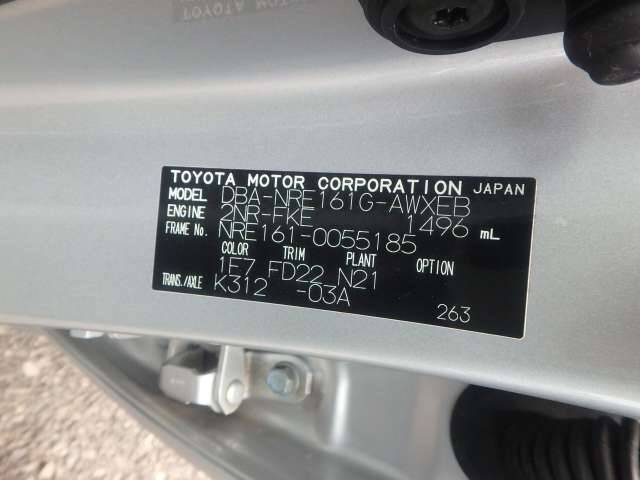 TOYOTA MOTOR CORPORATION JAPAN
MODEL DBA-NRE161G-AWXEB
ENGINE 2NR-FKE 1496 mL
FRAME No. NRE161-0055185
COLOR TRIM PLANT OPTION
1F7 FD22 N21
TRANS./AXLE K312 -03A
263